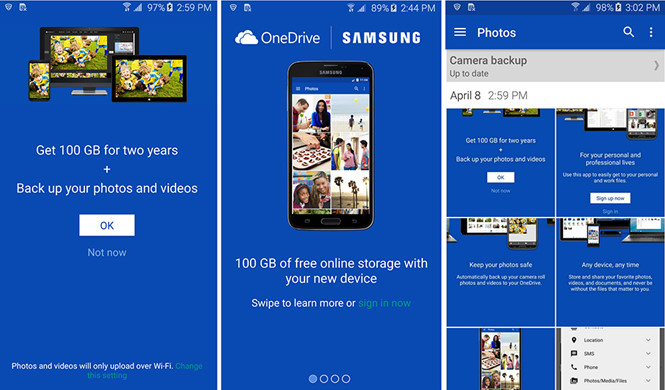 97% 2:59 PM
Get 100 GB for two years
+
Back up your photos and videos
OK
Not now
Photos and videos will only upload over Wi-Fi. Change
this setting
89% 2:44 PM
OneDrive | SAMSUNG
SAMSUNG
Photos
100 GB of free online storage with
your new device
Swipe to learn more or sign in now
96% 3:02 PM
Photos
Camera backup
Up to date
April 8 2:59 PM
Get 100 GB for two years
+
Back up your photos and videos
OK
Not now
For your personal and
professional lives
Use this app to easily get to your personal
and work files.
Sign up now
Sign in
Keep your photos safe
Automatically back up your camera roll
photos and videos to your OneDrive.
Any device, any time
Store and share your favorite photos,
videos, and documents, and never be
without the files that matter to you.
Photos
Location
SMS
Phone
Photos/Media/Files